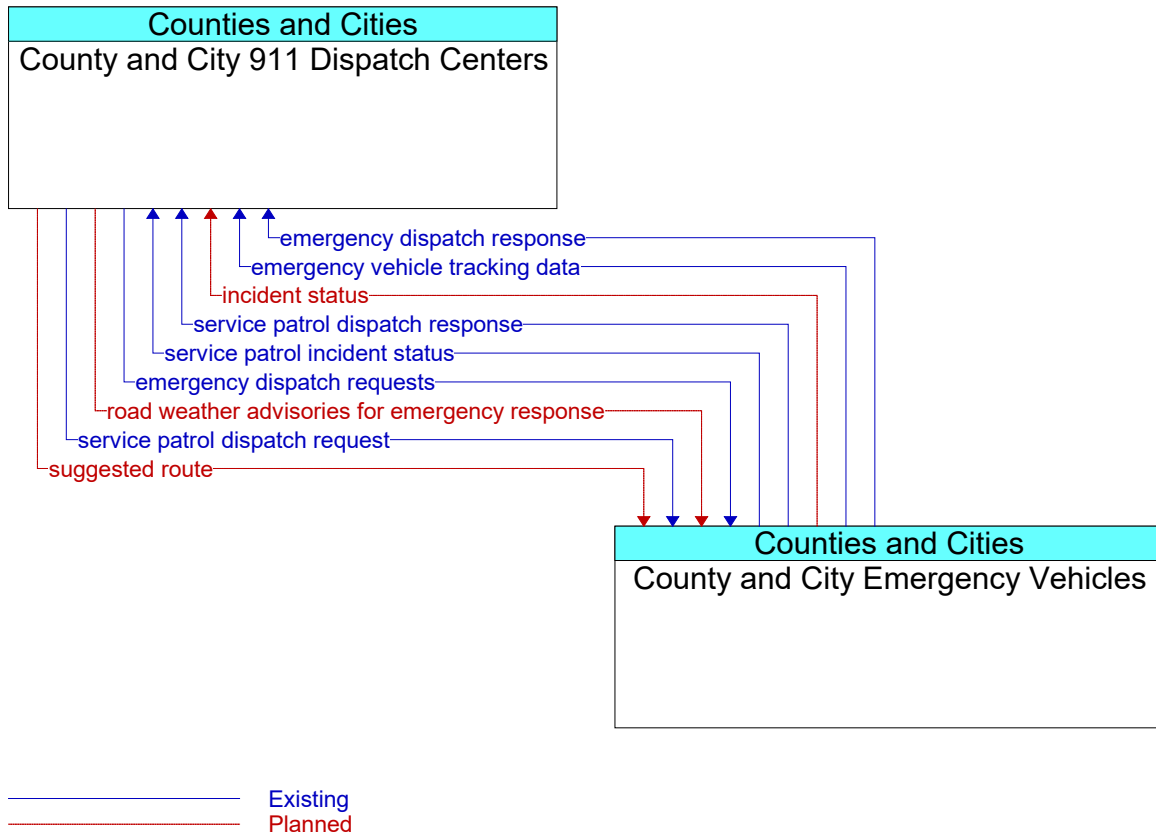 Counties and Cities
County and City 911 Dispatch Centers
emergency dispatch response
emergency vehicle tracking data
incident status
service patrol dispatch response
service patrol incident status
emergency dispatch requests
road weather advisories for emergency response
service patrol dispatch request
suggested route
Counties and Cities
County and City Emergency Vehicles
Existing
Planned